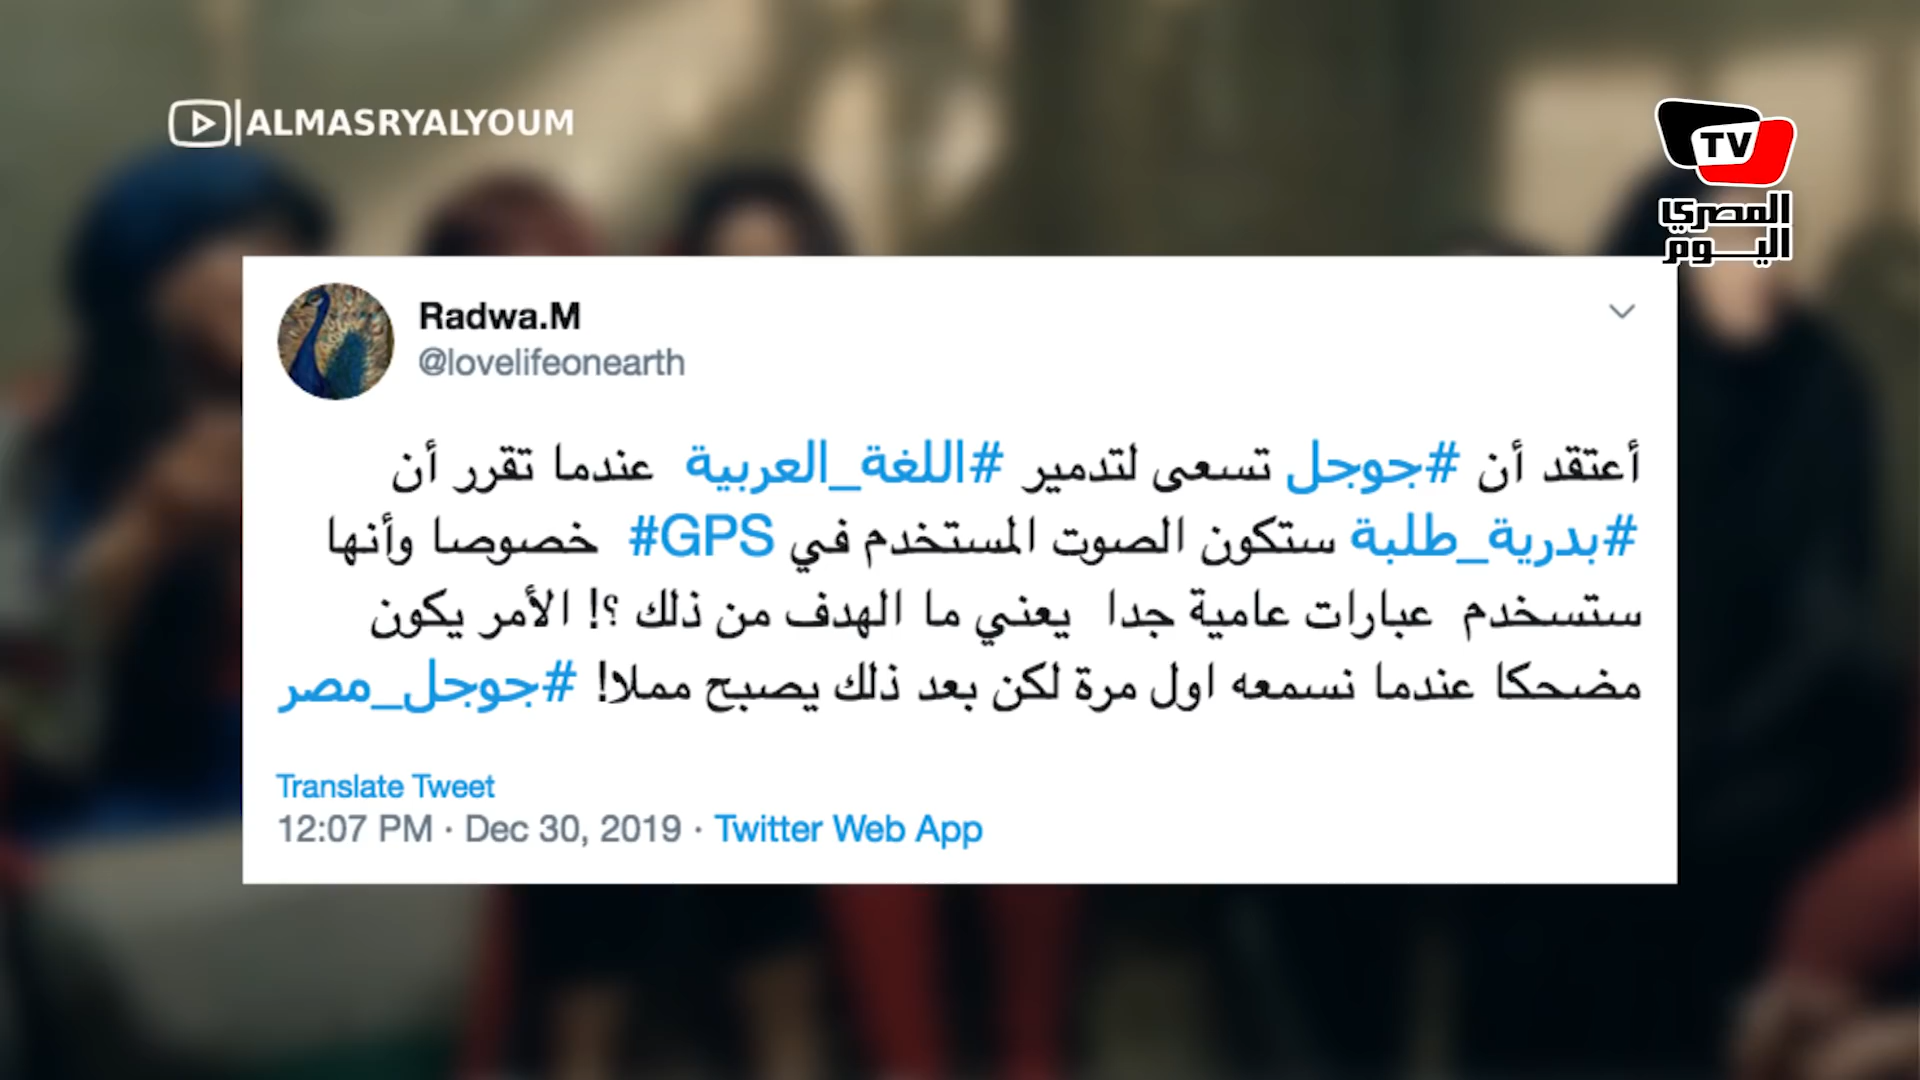 ALMASRYALYOUM
TV
المصري
اليوم
Radwa.M
@lovelifeonearth
أعتقد أن #جوجل تسعى لتدمير #اللغة_العربية عندما تقرر أن
#بدرية_طلبة ستكون الصوت المستخدم في #GPS خصوصا وأنها
ستسخدم عبارات عامية جدا يعني ما الهدف من ذلك ؟! الأمر يكون
مضحكا عندما نسمعه اول مرة لكن بعد ذلك يصبح مملا! #جوجل_مصر
Translate Tweet
12:07 PM · Dec 30, 2019 · Twitter Web App